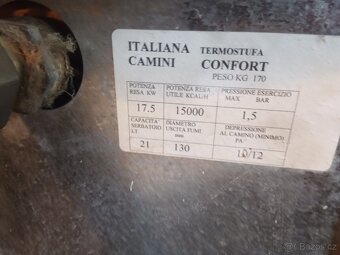 ITALIANA TERMOSTUFA
CAMINI CONFORT
PESO KG 170
POTENZA RESA KW
POTENZA RESA UTILE KCAL/H
PRESSIONE ESERCIZIO MAX BAR
17.5 15000 1,5
CAPACITA SERBATOIO LT
DIAMETRO USCITA FUMI mm
DEPRESSIONE AL CAMINO (MINIMO) PA
21 130 10/12
Bazos.cz